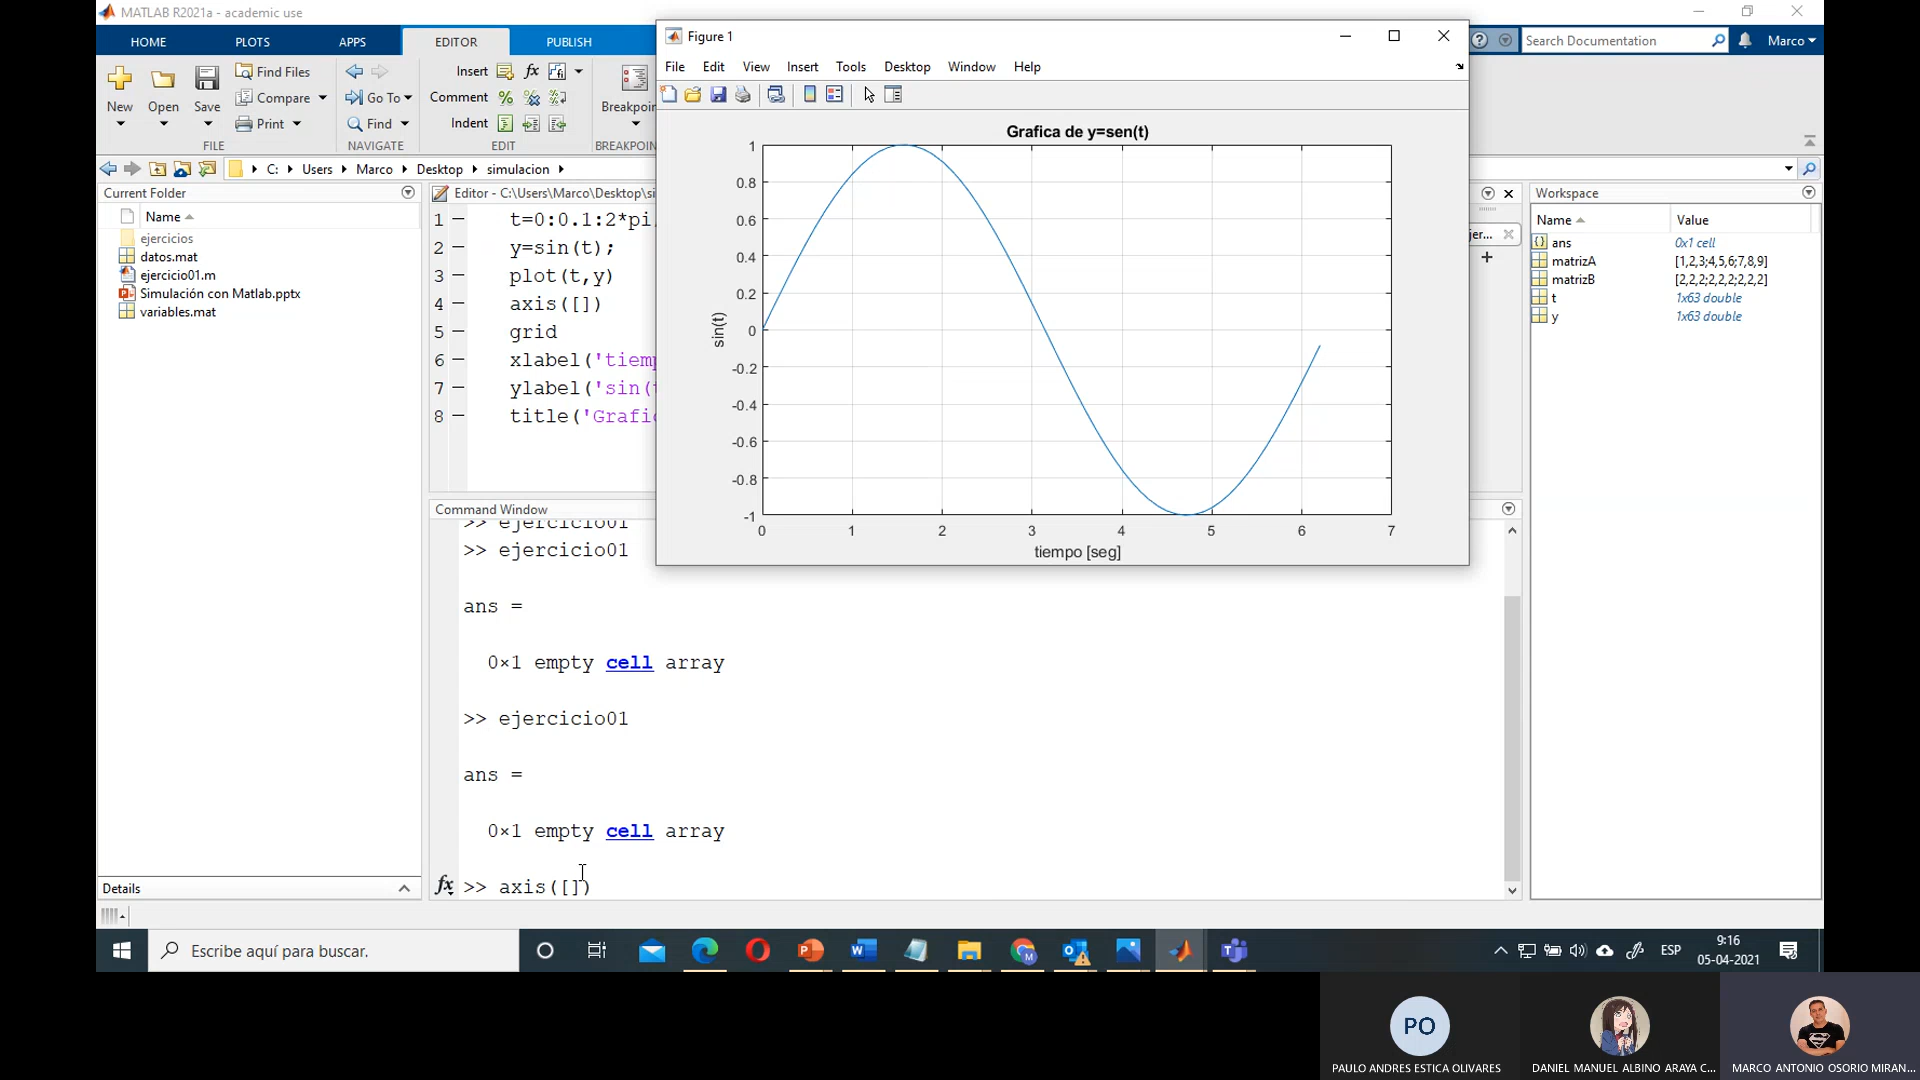 MATLAB R2021a - academic use
HOME
PLOTS
APPS
EDITOR
PUBLISH
Search Documentation
Marco
New
Open
Save
Find Files
Compare
Print
Go To
Find
Insert
fx
Comment
Indent
FILE
NAVIGATE
EDIT
C:
Users
Marco
Desktop
simulacion
Current Folder
Name
ejercicios
datos.mat
ejercicio01.m
Simulación con Matlab.pptx
variables.mat
Details
Editor - C:\Users\Marco\Desktop\si
1 t=0:0.1:2*pi
2 y=sin(t);
3 plot(t,y)
4 axis([])
5 grid
6 xlabel('tiemp
7 ylabel('sin(
8 title('Grafic
Figure 1
File Edit View Insert Tools Desktop Window Help
Grafica de y=sen(t)
1
0.8
0.6
0.4
0.2
0
-0.2
-0.4
-0.6
-0.8
-1
sin(t)
0 1 2 3 4 5 6 7
tiempo [seg]
Command Window
>> ejercicio01
>> ejercicio01
ans =
0×1 empty cell array
>> ejercicio01
ans =
0×1 empty cell array
fx >> axis([])
Workspace
Name Value
ans 0x1 cell
matrizA [1,2,3;4,5,6;7,8,9]
matrizB [2,2,2;2,2,2;2,2,2]
t 1x63 double
y 1x63 double
Escribe aquí para buscar.
ESP
9:16
05-04-2021
PO
PAULO ANDRES ESTICA OLIVARES
DANIEL MANUEL ALBINO ARAYA C...
MARCO ANTONIO OSORIO MIRAN...